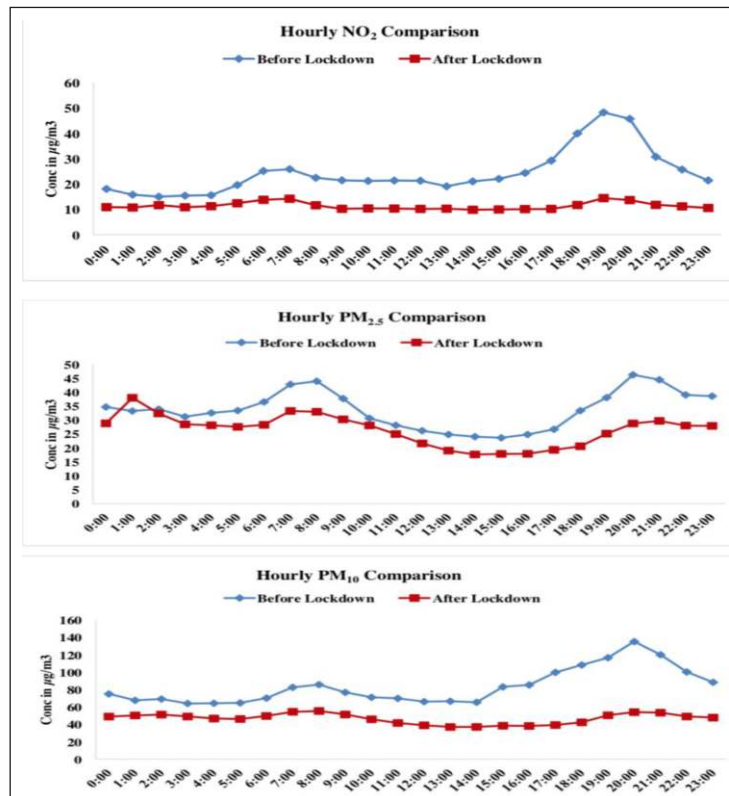 Hourly NO₂ Comparison
Before Lockdown After Lockdown
Conc in µg/m3
60
50
40
30
20
10
0
0:00 1:00 2:00 3:00 4:00 5:00 6:00 7:00 8:00 9:00 10:00 11:00 12:00 13:00 14:00 15:00 16:00 17:00 18:00 19:00 20:00 21:00 22:00 23:00
Hourly PM₂.₅ Comparison
Before Lockdown After Lockdown
Conc in µg/m3
50
45
40
35
30
25
20
15
10
5
0
0:00 1:00 2:00 3:00 4:00 5:00 6:00 7:00 8:00 9:00 10:00 11:00 12:00 13:00 14:00 15:00 16:00 17:00 18:00 19:00 20:00 21:00 22:00 23:00
Hourly PM₁₀ Comparison
Before Lockdown After Lockdown
Conc in µg/m3
160
140
120
100
80
60
40
20
0
0:00 1:00 2:00 3:00 4:00 5:00 6:00 7:00 8:00 9:00 10:00 11:00 12:00 13:00 14:00 15:00 16:00 17:00 18:00 19:00 20:00 21:00 22:00 23:00